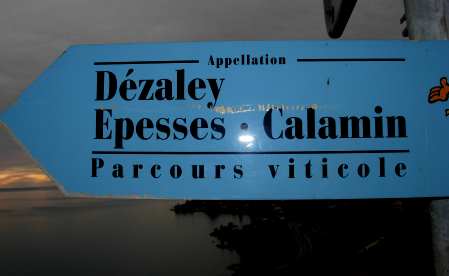 Appellation
Dézaley
Epesses · Calamin
Parcours viticole